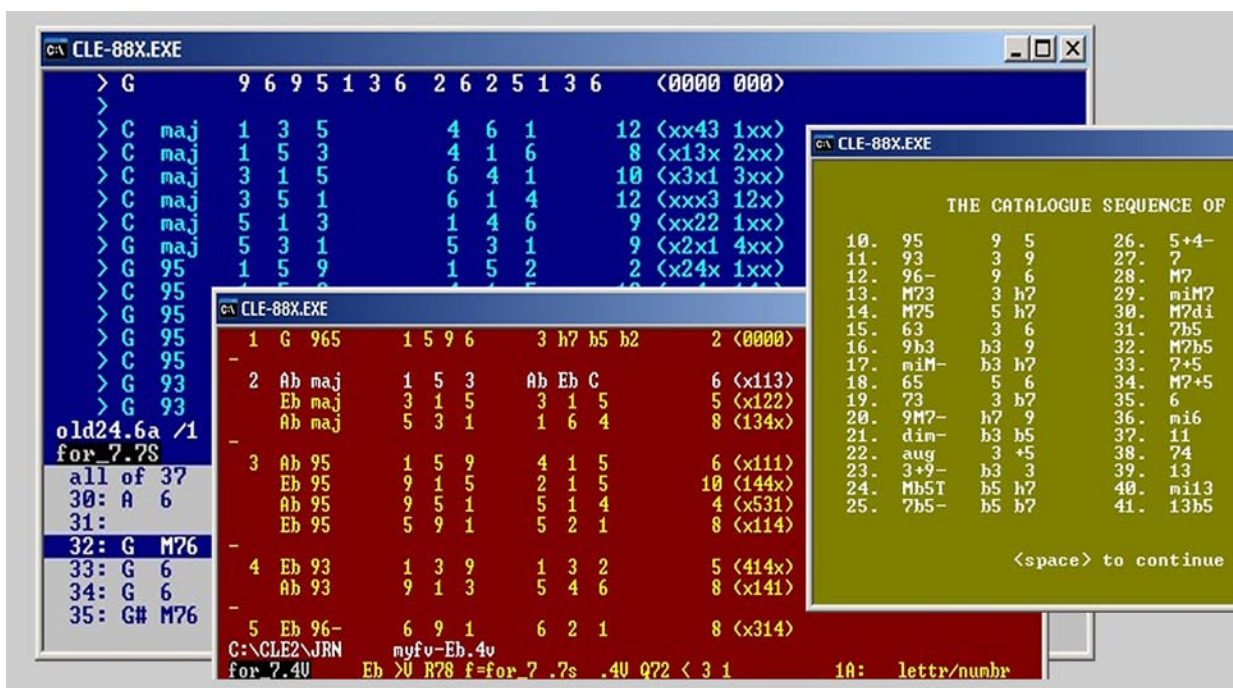 CLE-88X.EXE
> G 9 6 9 5 1 3 6 2 6 2 5 1 3 6 (0000 000)
>
> C maj 1 3 5 4 6 1 12 (xx43 1xx)
> C maj 1 5 3 4 1 6 8 (x13x 2xx)
> C maj 3 1 5 6 4 1 10 (x3x1 3xx)
> C maj 3 5 1 6 1 4 12 (xxx3 12x)
> C maj 5 1 3 1 4 6 9 (xx22 1xx)
> G maj 5 3 1 5 3 1 9 (x2x1 4xx)
> G 95 1 5 9 1 5 2 2 (x24x 1xx)
> C 95
> G 95
> G 95
> C 95
> G 93
> G 93
old24.6a /1
for_7.7S
all of 37
30: A 6
31:
32: G M76
33: G 6
34: G 6
35: G# M76
CLE-88X.EXE
1 G 965 1 5 9 6 3 h7 b5 b2 2 (0000)
–
2 Ab maj 1 5 3 Ab Eb C 6 (x113)
Eb maj 3 1 5 3 1 5 5 (x122)
Ab maj 5 3 1 1 6 4 8 (134x)
–
3 Ab 95 1 5 9 4 1 5 6 (x111)
Eb 95 9 1 5 2 1 5 10 (144x)
Ab 95 9 5 1 5 1 4 4 (x531)
Eb 95 5 9 1 5 2 1 8 (x114)
–
4 Eb 93 1 3 9 1 3 2 5 (414x)
Ab 93 9 1 3 5 4 6 8 (x141)
–
5 Eb 96- 6 9 1 6 2 1 8 (x314)
C:\CLE2\JRN myfv-Eb.4v
for_7.4V Eb >V R78 f=for_7 .7s .4V Q72 < 3 1 1A: lettr/numbr
CLE-88X.EXE
THE CATALOGUE SEQUENCE OF
10. 95 9 5 26. 5+4-
11. 93 3 9 27. 7
12. 96- 9 6 28. M7
13. M73 3 h7 29. miM7
14. M75 5 h7 30. M7di
15. 63 3 6 31. 7b5
16. 9b3 b3 9 32. M7b5
17. miM- b3 h7 33. 7+5
18. 65 5 6 34. M7+5
19. 73 3 b7 35. 6
20. 9M7- h7 9 36. mi6
21. dim- b3 b5 37. 11
22. aug 3 +5 38. 74
23. 3+9- b3 3 39. 13
24. Mb5T b5 h7 40. mi13
25. 7b5- b5 b7 41. 13b5
<space> to continue